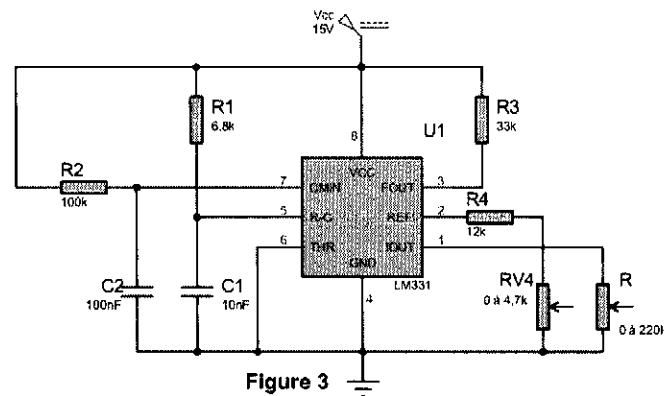 Vcc
15V
R1
6.8k
R3
33k
U1
8
VCC
R2
100k
7
3
FOUT
R4
12k
5
R-C
2
REF
6
THR
1
IOUT
GND
LM331
4
C2
100nF
C1
10nF
RV4
0 à 4,7k
R
0 à 220k
Figure 3